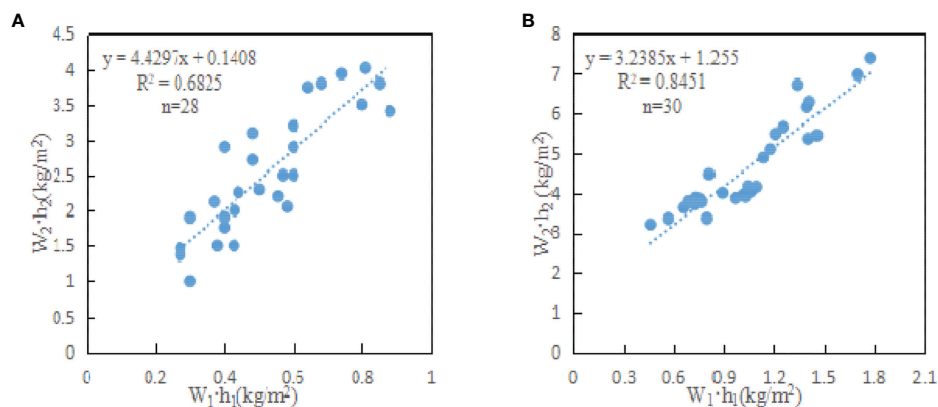 A
4.5
4
3.5
3
2.5
2
1.5
1
0.5
0
W₂·h₂(kg/m²)
y = 4.4297x + 0.1408
R² = 0.6825
n=28
0 0.2 0.4 0.6 0.8 1
W₁·h₁(kg/m²)
B
8
7
6
5
4
3
2
1
0
W₂·h₂ (kg/m²)
y = 3.2385x + 1.255
R² = 0.8451
n=30
0 0.3 0.6 0.9 1.2 1.5 1.8 2.1
W₁·h₁(kg/m²)